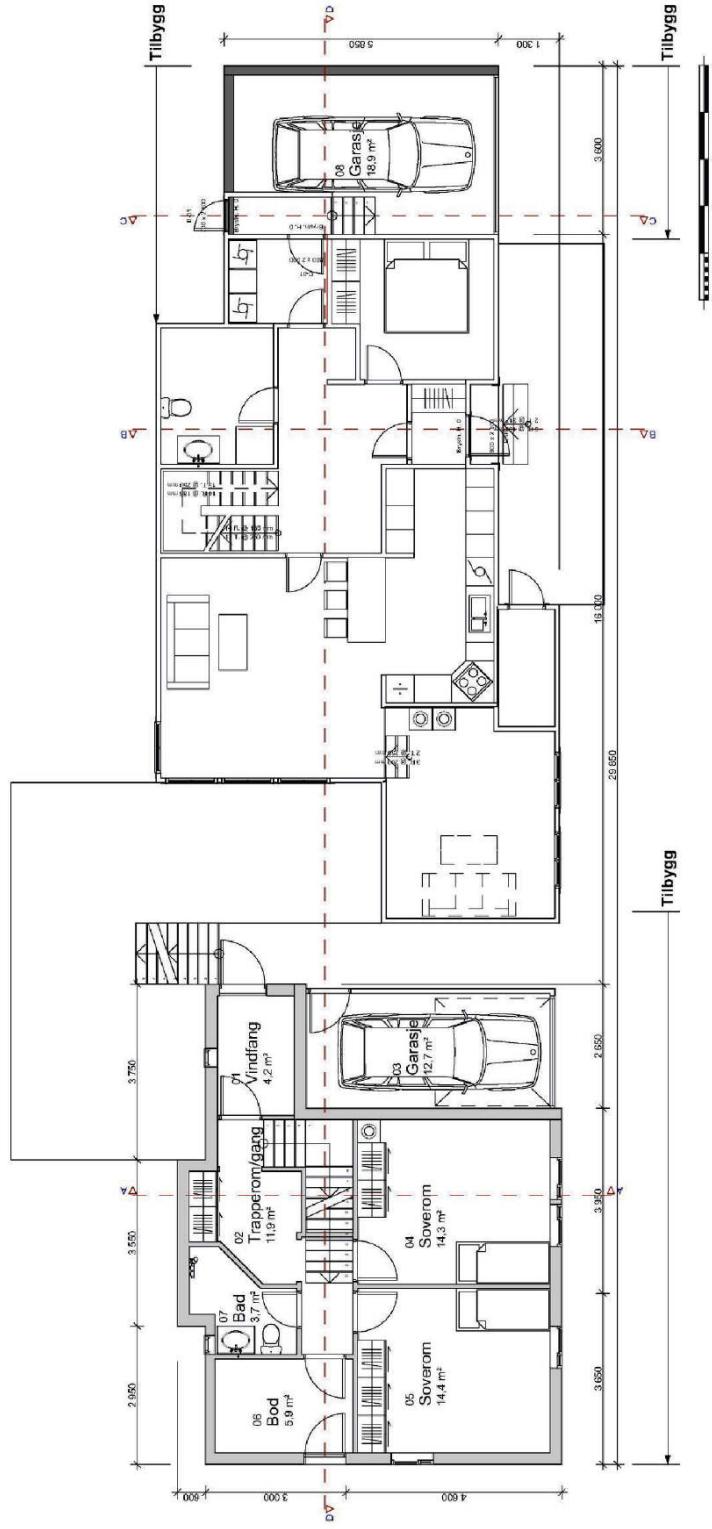 Tilbygg
Tilbygg
Tilbygg
D
5 850
1 300
08
Garasje
18,9 m²
3 600
C
C
B
B
16 000
29 650
3 750
01
Vindfang
4,2 m²
03
Garasje
12,7 m²
2 650
A
A
3 550
02
Trapperom/gang
11,9 m²
04
Soverom
14,3 m²
3 950
07
Bad
3,7 m²
2 950
06
Bod
5,9 m²
05
Soverom
14,4 m²
3 650
600
3 000
4 600
D